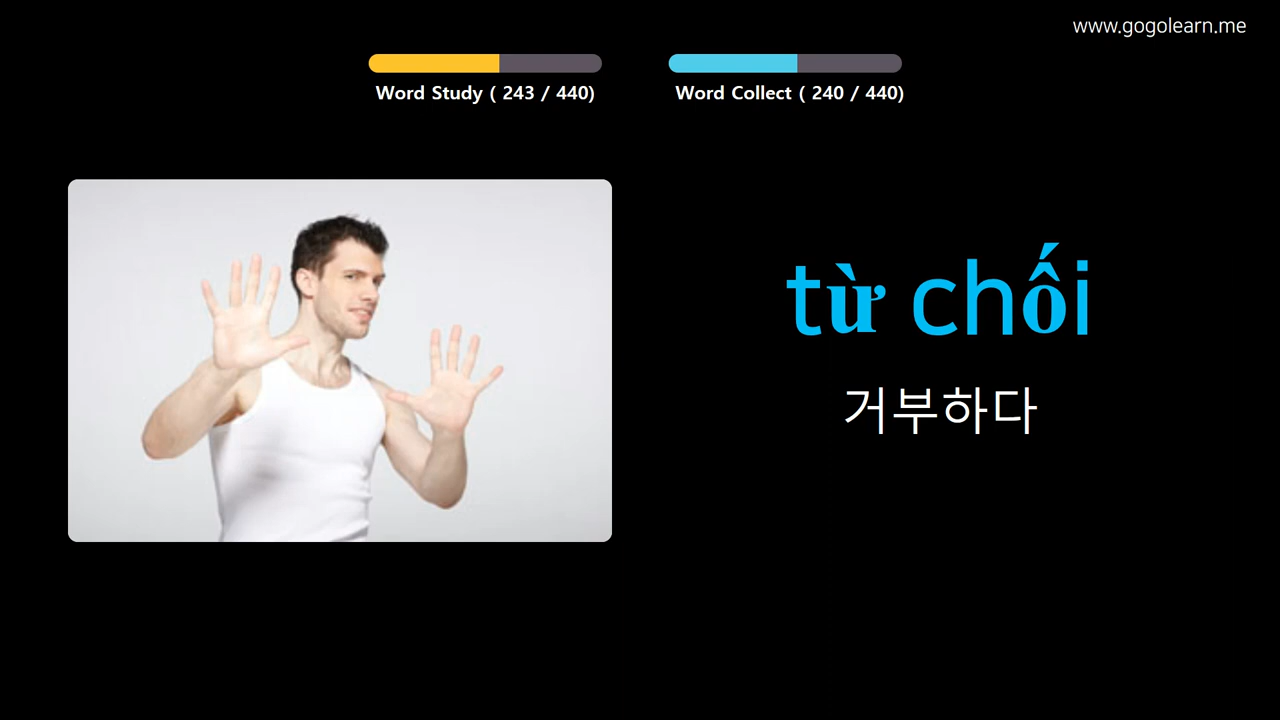 www.gogolearn.me
Word Study ( 243 / 440)
Word Collect ( 240 / 440)
từ chối
거부하다